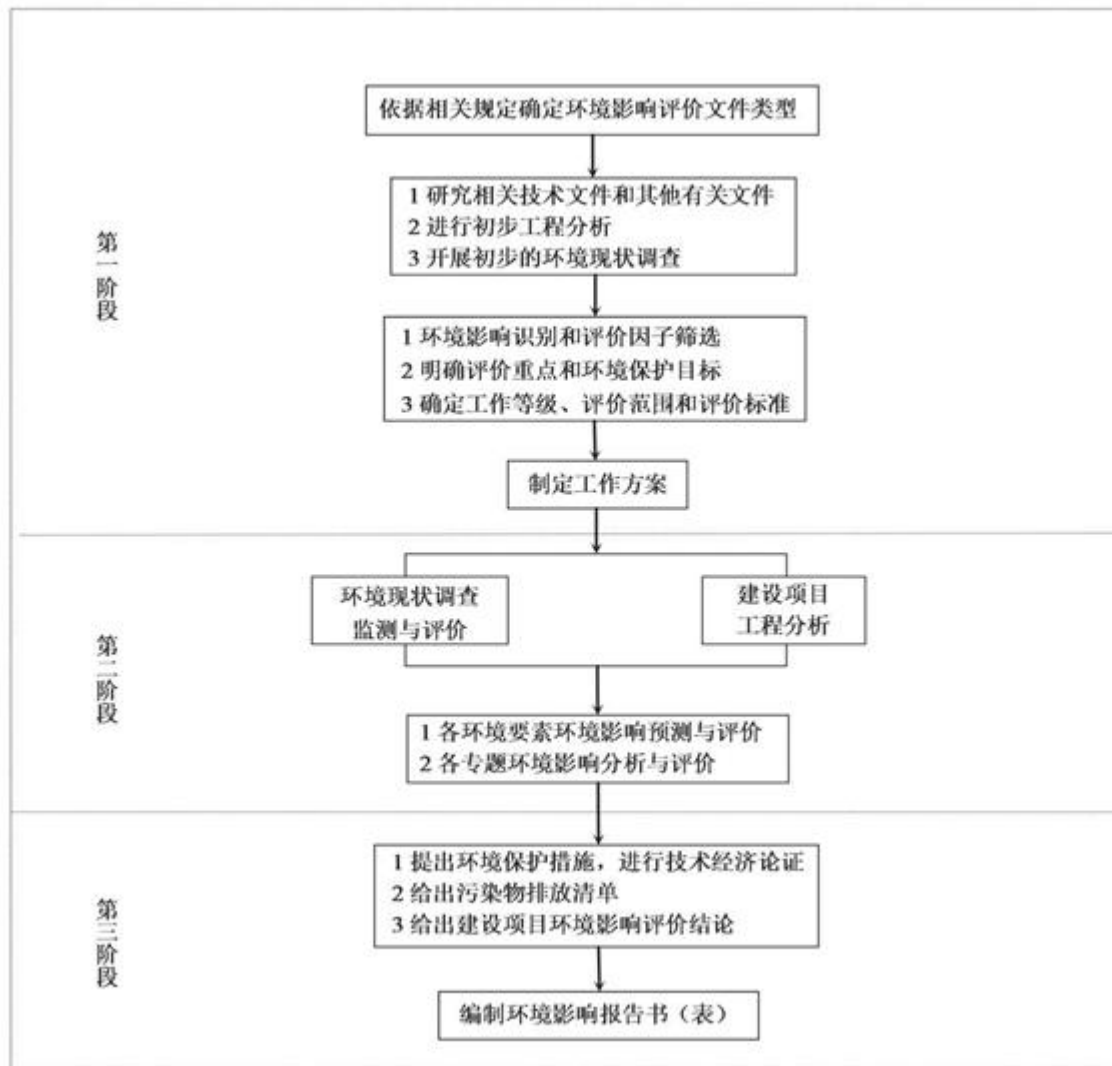 依据相关规定确定环境影响评价文件类型
1 研究相关技术文件和其他有关文件
2 进行初步工程分析
3 开展初步的环境现状调查
第一阶段
1 环境影响识别和评价因子筛选
2 明确评价重点和环境保护目标
3 确定工作等级、评价范围和评价标准
制定工作方案
环境现状调查
监测与评价
建设项目
工程分析
第二阶段
1 各环境要素环境影响预测与评价
2 各专题环境影响分析与评价
1 提出环境保护措施，进行技术经济论证
2 给出污染物排放清单
3 给出建设项目环境影响评价结论
第三阶段
编制环境影响报告书（表）